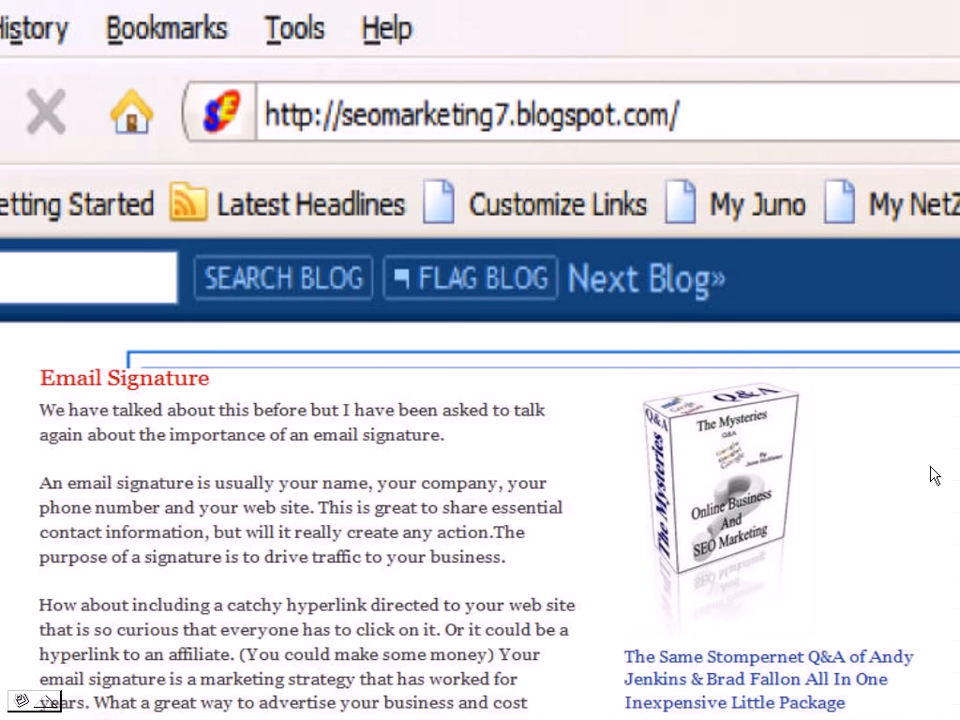 History Bookmarks Tools Help
http://seomarketing7.blogspot.com/
etting Started Latest Headlines Customize Links My Juno My NetZ
SEARCH BLOG FLAG BLOG Next Blog»
Email Signature
We have talked about this before but I have been asked to talk
again about the importance of an email signature.
An email signature is usually your name, your company, your
phone number and your web site. This is great to share essential
contact information, but will it really create any action.The
purpose of a signature is to drive traffic to your business.
How about including a catchy hyperlink directed to your web site
that is so curious that everyone has to click on it. Or it could be a
hyperlink to an affiliate. (You could make some money) Your
email signature is a marketing strategy that has worked for
years. What a great way to advertise your business and cost
Q&A
Q&A
The Mysteries
The Mysteries
Q&A
By
Online Business
And
SEO Marketing
The Same Stompernet Q&A of Andy
Jenkins & Brad Fallon All In One
Inexpensive Little Package